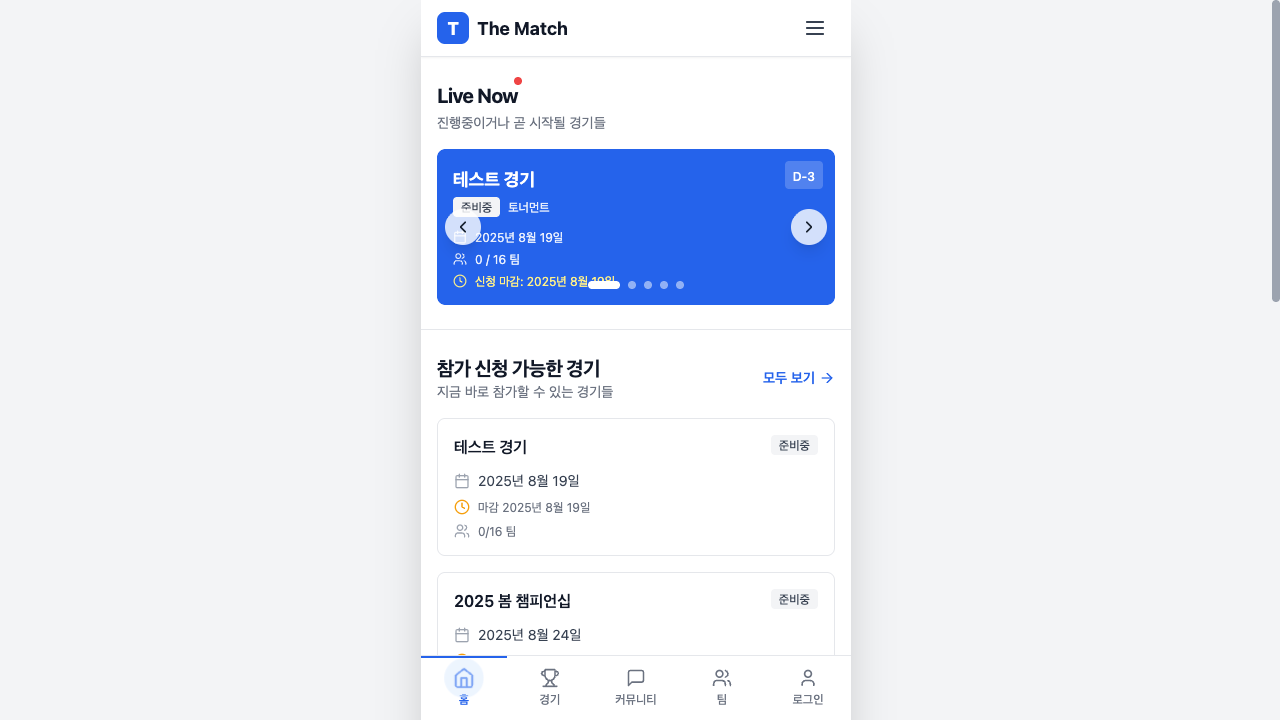 T The Match
Live Now
진행중이거나 곧 시작될 경기들
테스트 경기
D-3
준비중 토너먼트
2025년 8월 19일
0 / 16 팀
신청 마감: 2025년 8월 19일
참가 신청 가능한 경기
모두 보기
지금 바로 참가할 수 있는 경기들
테스트 경기
준비중
2025년 8월 19일
마감 2025년 8월 19일
0/16 팀
2025 봄 챔피언십
준비중
2025년 8월 24일
홈 경기 커뮤니티 팀 로그인